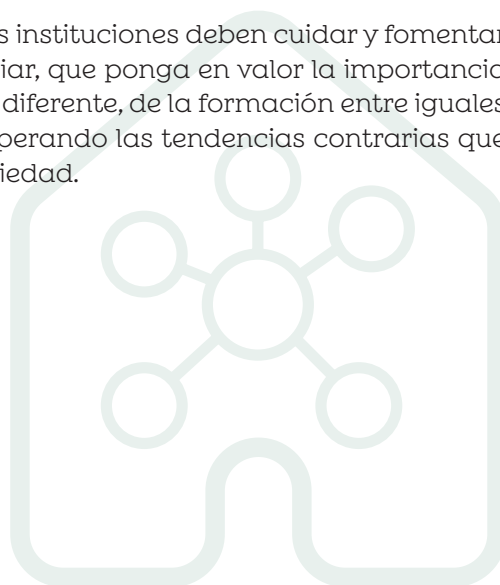 s instituciones deben cuidar y fomentar
iar, que ponga en valor la importancia
diferente, de la formación entre iguales
perando las tendencias contrarias que
iedad.